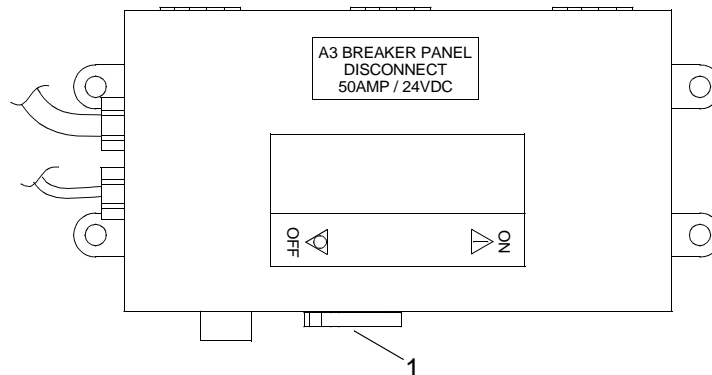 A3 BREAKER PANEL
DISCONNECT
50AMP / 24VDC
OFF
ON
1